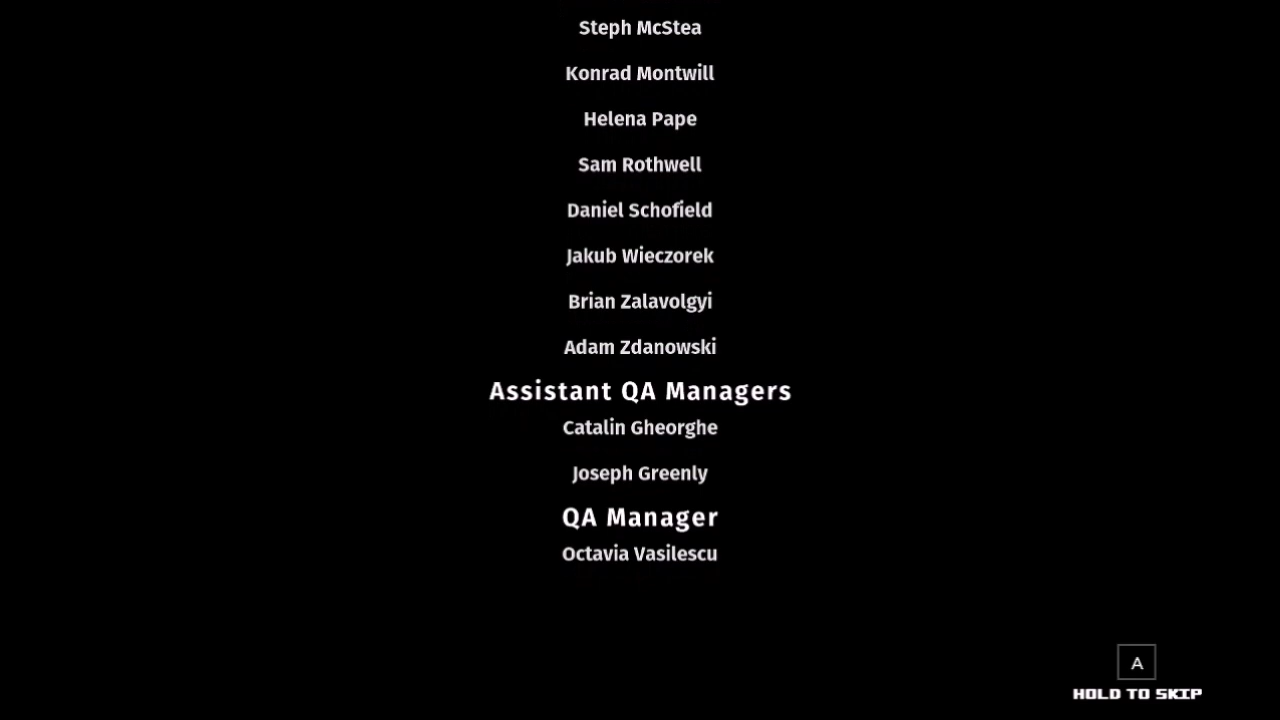 Steph McStea
Konrad Montwill
Helena Pape
Sam Rothwell
Daniel Schofield
Jakub Wieczorek
Brian Zalavolgyi
Adam Zdanowski
Assistant QA Managers
Catalin Gheorghe
Joseph Greenly
QA Manager
Octavia Vasilescu
A
HOLD TO SKIP